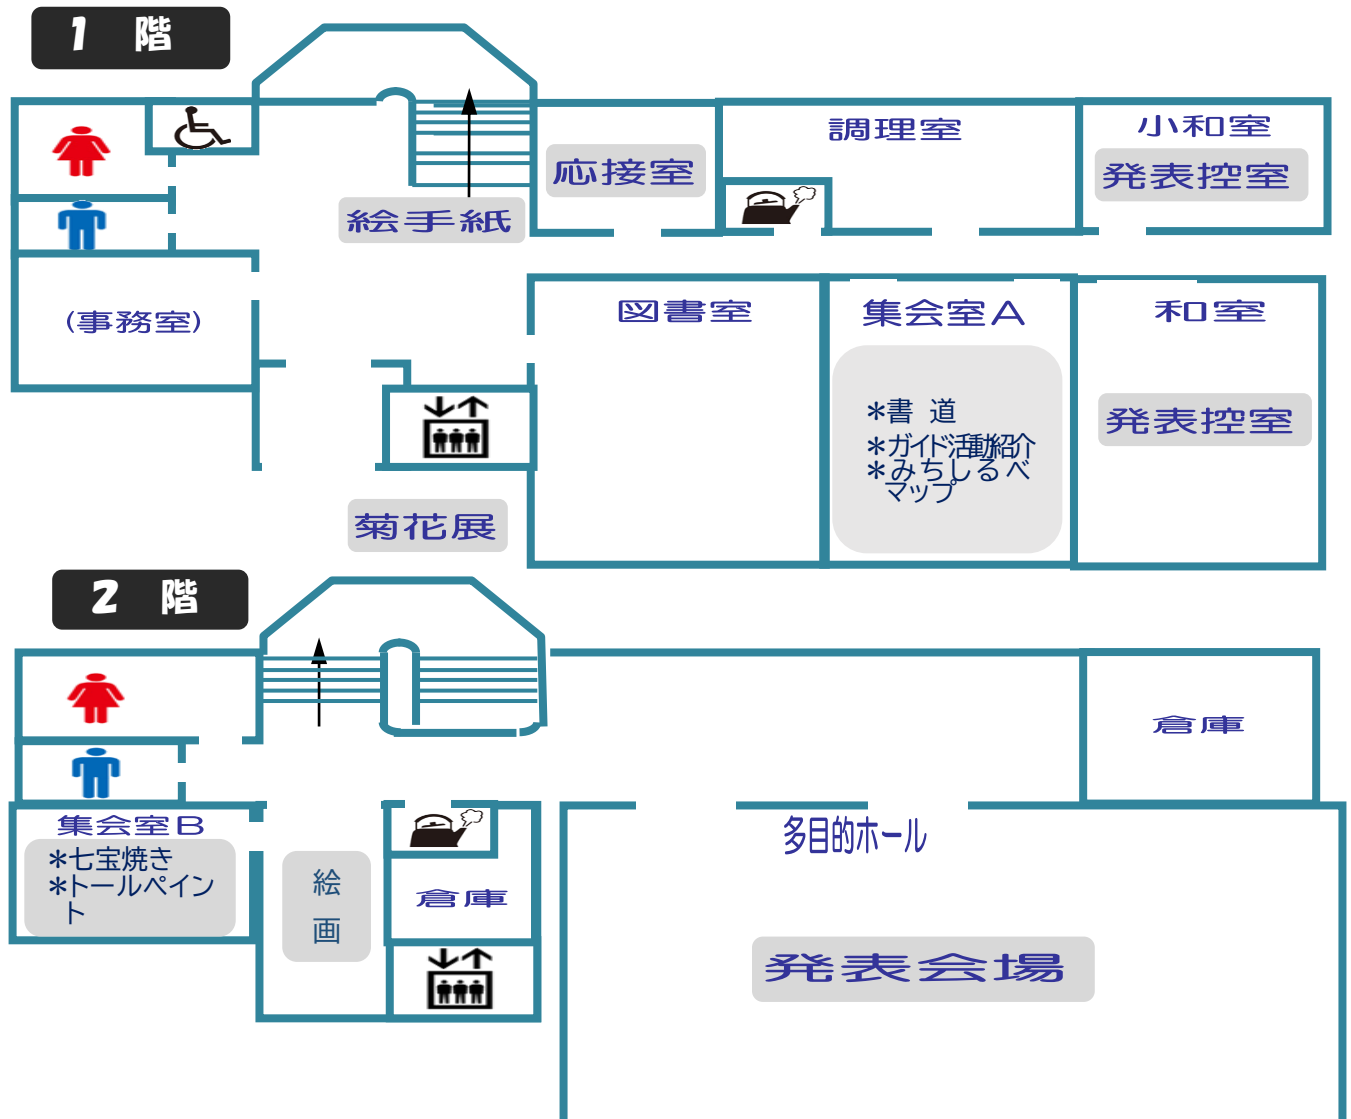 1 階
調理室
小和室
応接室
発表控室
絵手紙
(事務室)
図書室
集会室A
和室
*書 道
*ガイド活動紹介
*みちしるべ
マップ
発表控室
菊花展
2 階
倉庫
集会室B
多目的ホール
*七宝焼き
*トールペイン
ト
絵
画
倉庫
発表会場